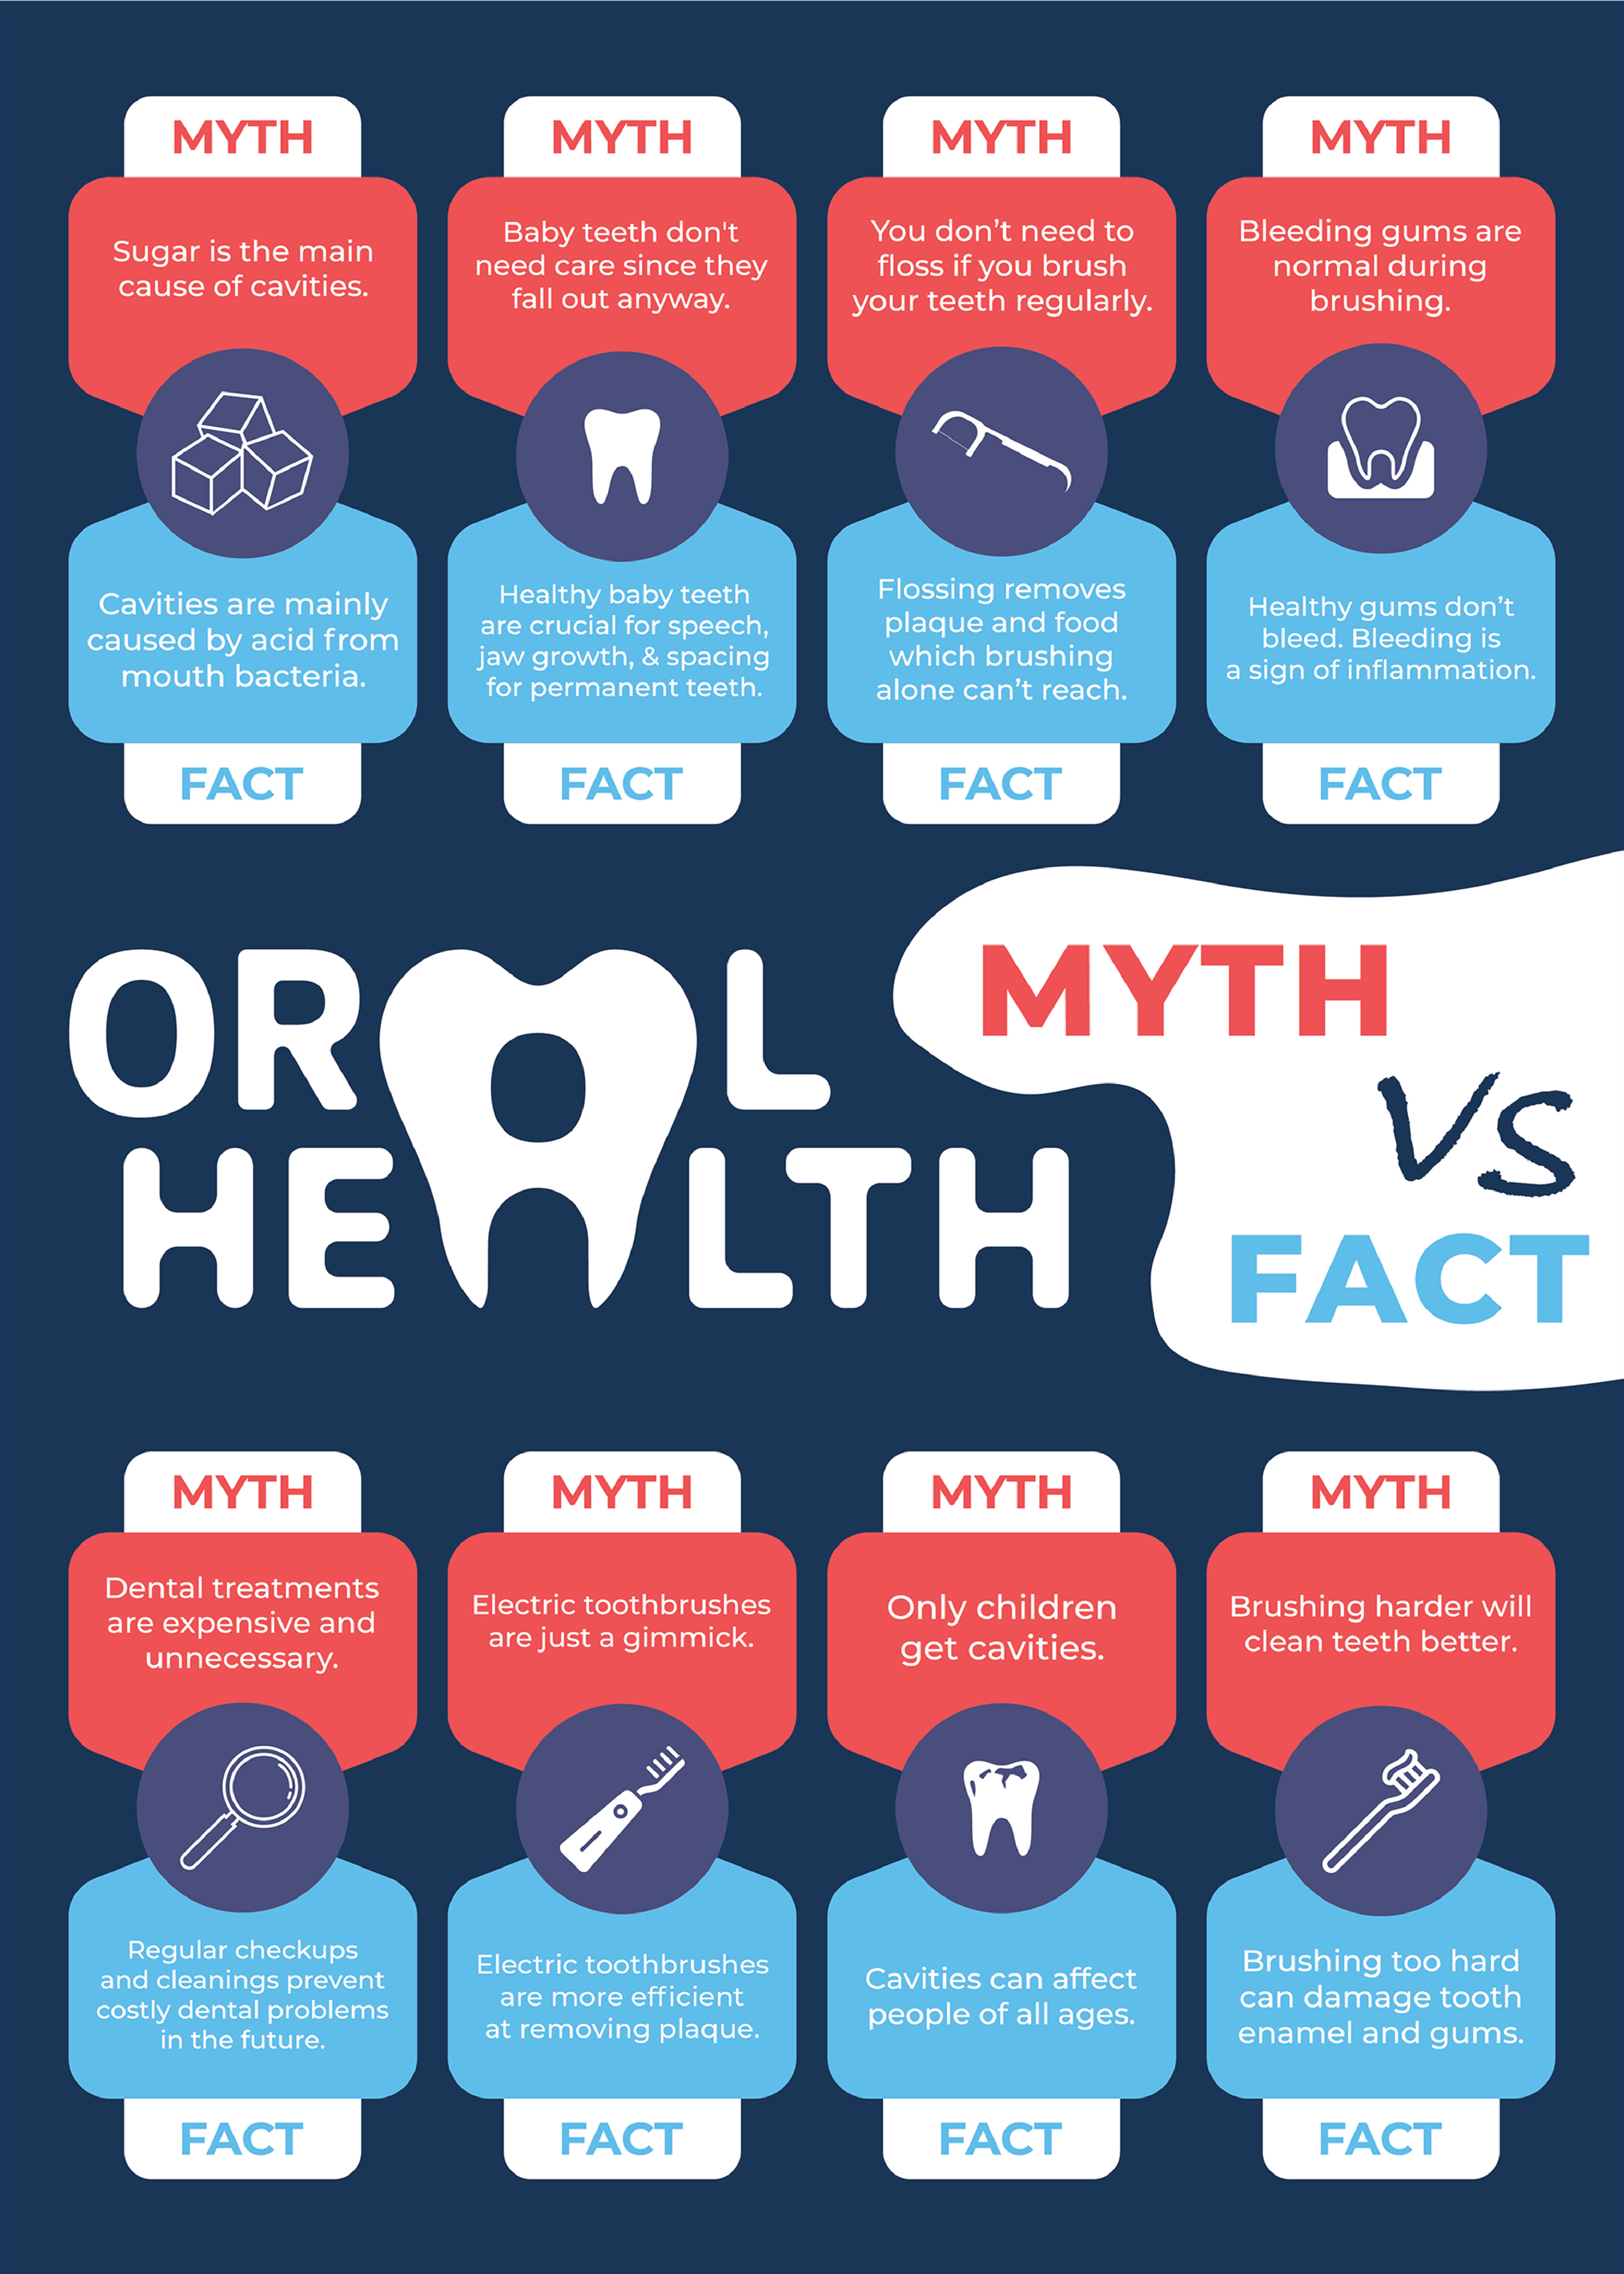 MYTH
Sugar is the main
cause of cavities.
Cavities are mainly
caused by acid from
mouth bacteria.
FACT
MYTH
Baby teeth don't
need care since they
fall out anyway.
Healthy baby teeth
are crucial for speech,
jaw growth, & spacing
for permanent teeth.
FACT
MYTH
You don’t need to
floss if you brush
your teeth regularly.
Flossing removes
plaque and food
which brushing
alone can’t reach.
FACT
MYTH
Bleeding gums are
normal during
brushing.
Healthy gums don’t
bleed. Bleeding is
a sign of inflammation.
FACT
ORAL
HEALTH
MYTH
VS
FACT
MYTH
Dental treatments
are expensive and
unnecessary.
Regular checkups
and cleanings prevent
costly dental problems
in the future.
FACT
MYTH
Electric toothbrushes
are just a gimmick.
Electric toothbrushes
are more efficient
at removing plaque.
FACT
MYTH
Only children
get cavities.
Cavities can affect
people of all ages.
FACT
MYTH
Brushing harder will
clean teeth better.
Brushing too hard
can damage tooth
enamel and gums.
FACT